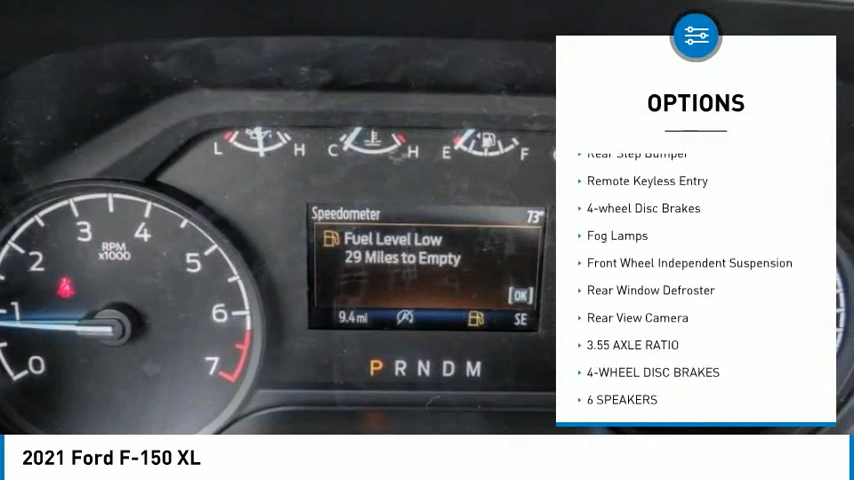 OPTIONS
Rear Step Bumper
Remote Keyless Entry
4-wheel Disc Brakes
Fog Lamps
Front Wheel Independent Suspension
Rear Window Defroster
Rear View Camera
3.55 AXLE RATIO
4-WHEEL DISC BRAKES
6 SPEAKERS
L H C H E F
Speedometer 73°
Fuel Level Low
29 Miles to Empty
[OK]
9.4 mi SE
P R N D M
RPM
x1000
0 1 2 3 4 5 6 7
2021 Ford F-150 XL